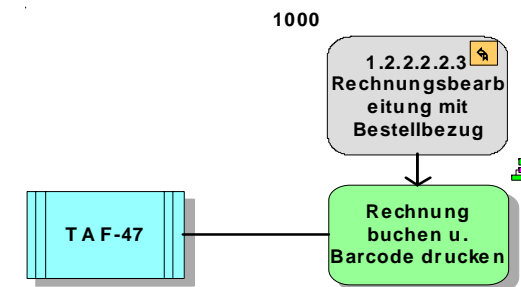 1000
1.2.2.2.2.3
Rechnungsbearb
eitung mit
Bestellbezug
Rechnung
TAF-47
buchen u.
Barcode drucken